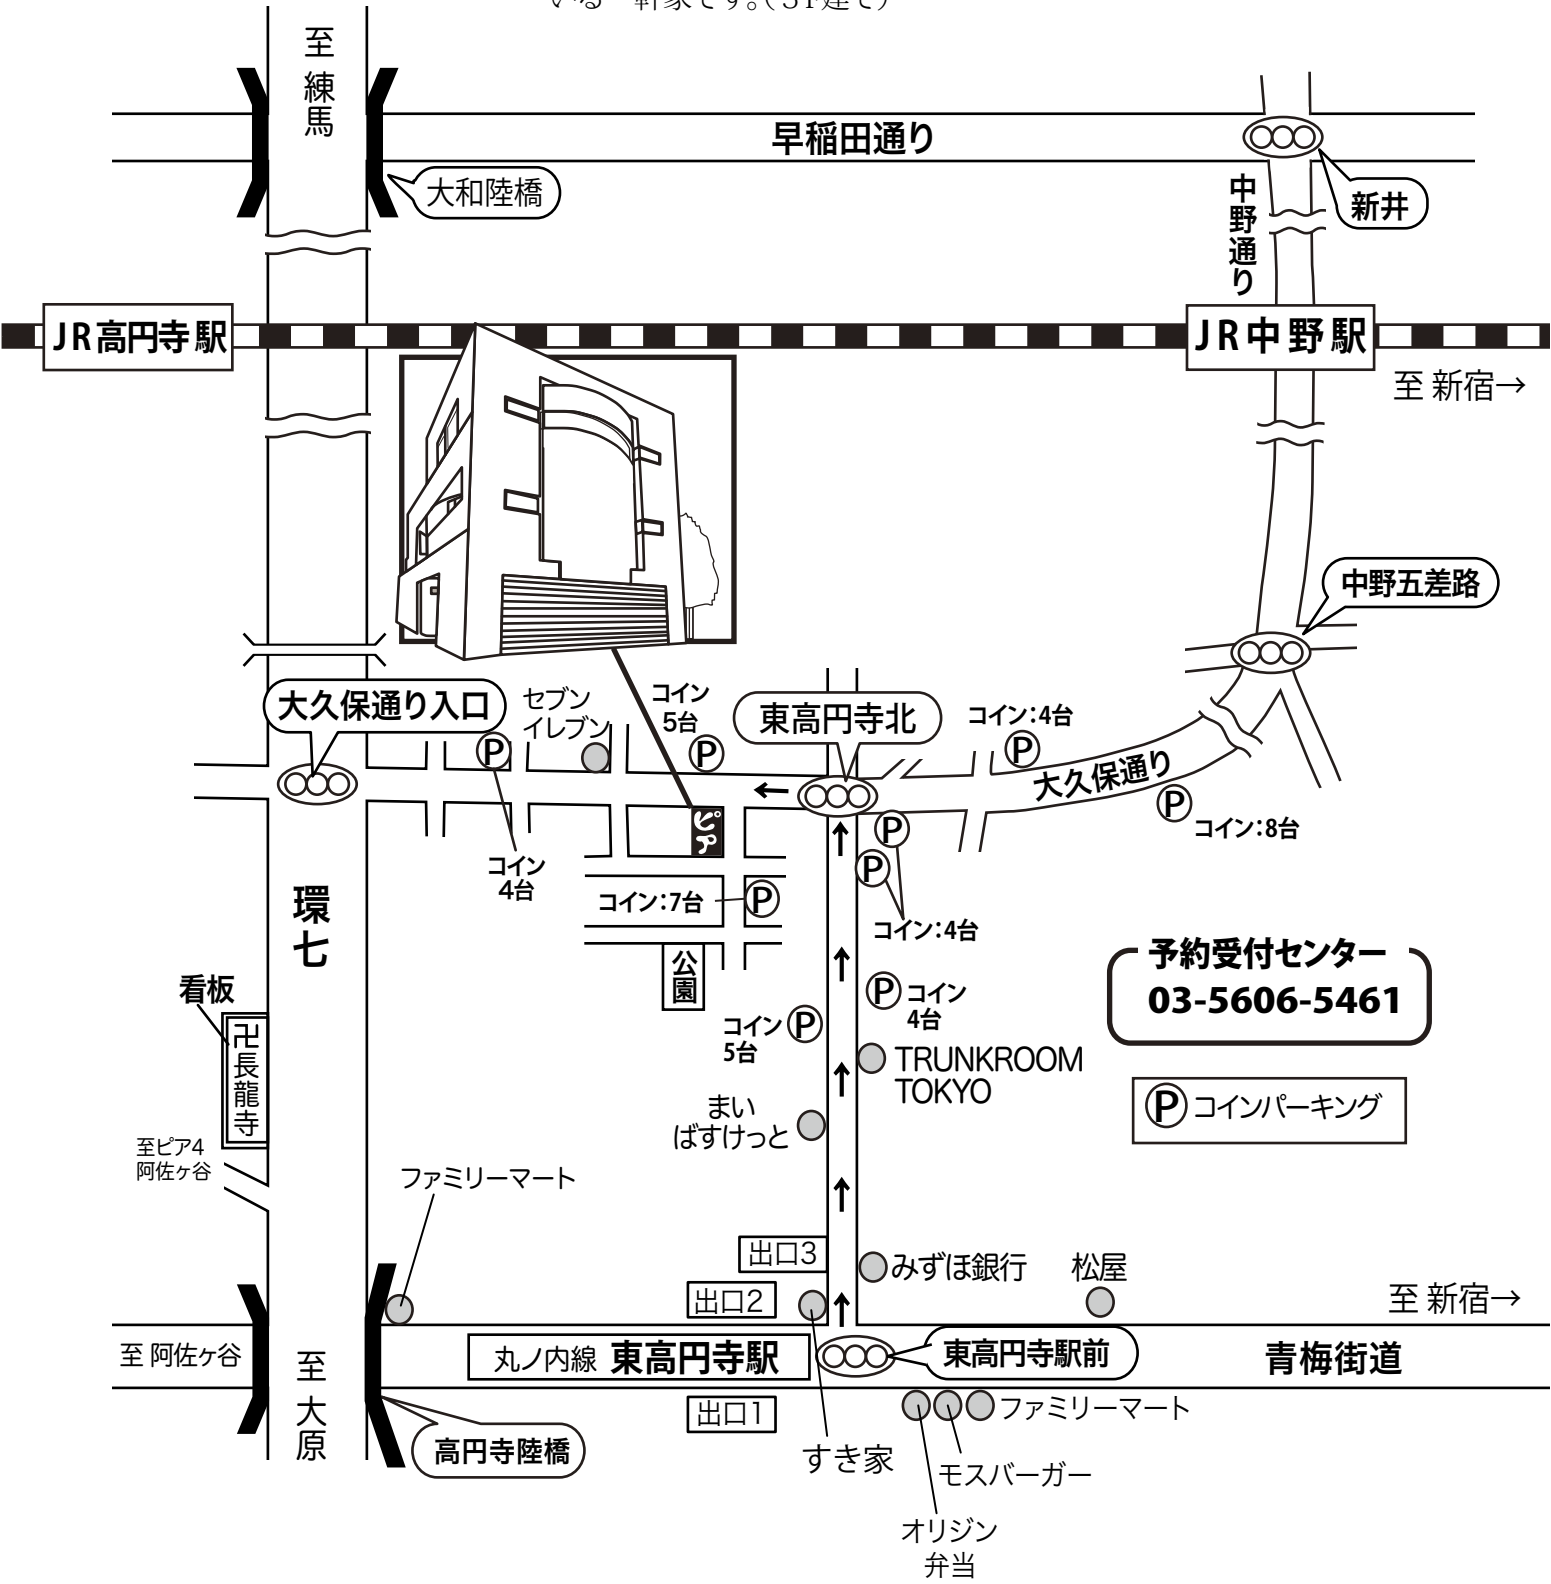 いる一軒家です。(3F建て)
至 練馬
早稲田通り
大和陸橋
新井
中野通り
JR高円寺駅
JR中野駅
至 新宿→
中野五差路
大久保通り入口
セブン
イレブン
コイン
5台
P
東高円寺北
コイン:4台
P
P
大久保通り
P
コイン:8台
ピア
コイン
4台
P
P
コイン:7台
P
コイン:4台
環七
公園
予約受付センター
03-5606-5461
看板
卍長龍寺
P
コイン
4台
コイン
5台
P
TRUNKROOM
TOKYO
P コインパーキング
まい
ばすけっと
至ピア4
阿佐ヶ谷
ファミリーマート
出口3
みずほ銀行
松屋
出口2
至 新宿→
至 阿佐ヶ谷
至 大原
丸ノ内線 東高円寺駅
東高円寺駅前
青梅街道
出口1
ファミリーマート
高円寺陸橋
すき家
モスバーガー
オリジン
弁当